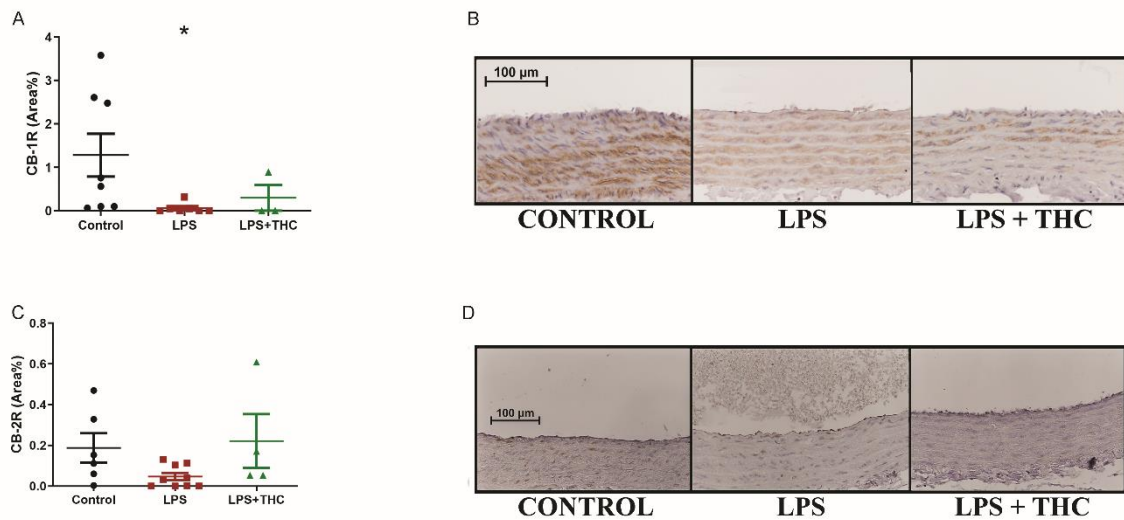 A
*
CB-1R (Area%)
4
3
2
1
0
Control
LPS
LPS+THC
B
100 µm
CONTROL
LPS
LPS + THC
C
CB-2R (Area%)
0.8
0.6
0.4
0.2
0.0
Control
LPS
LPS+THC
D
100 µm
CONTROL
LPS
LPS + THC